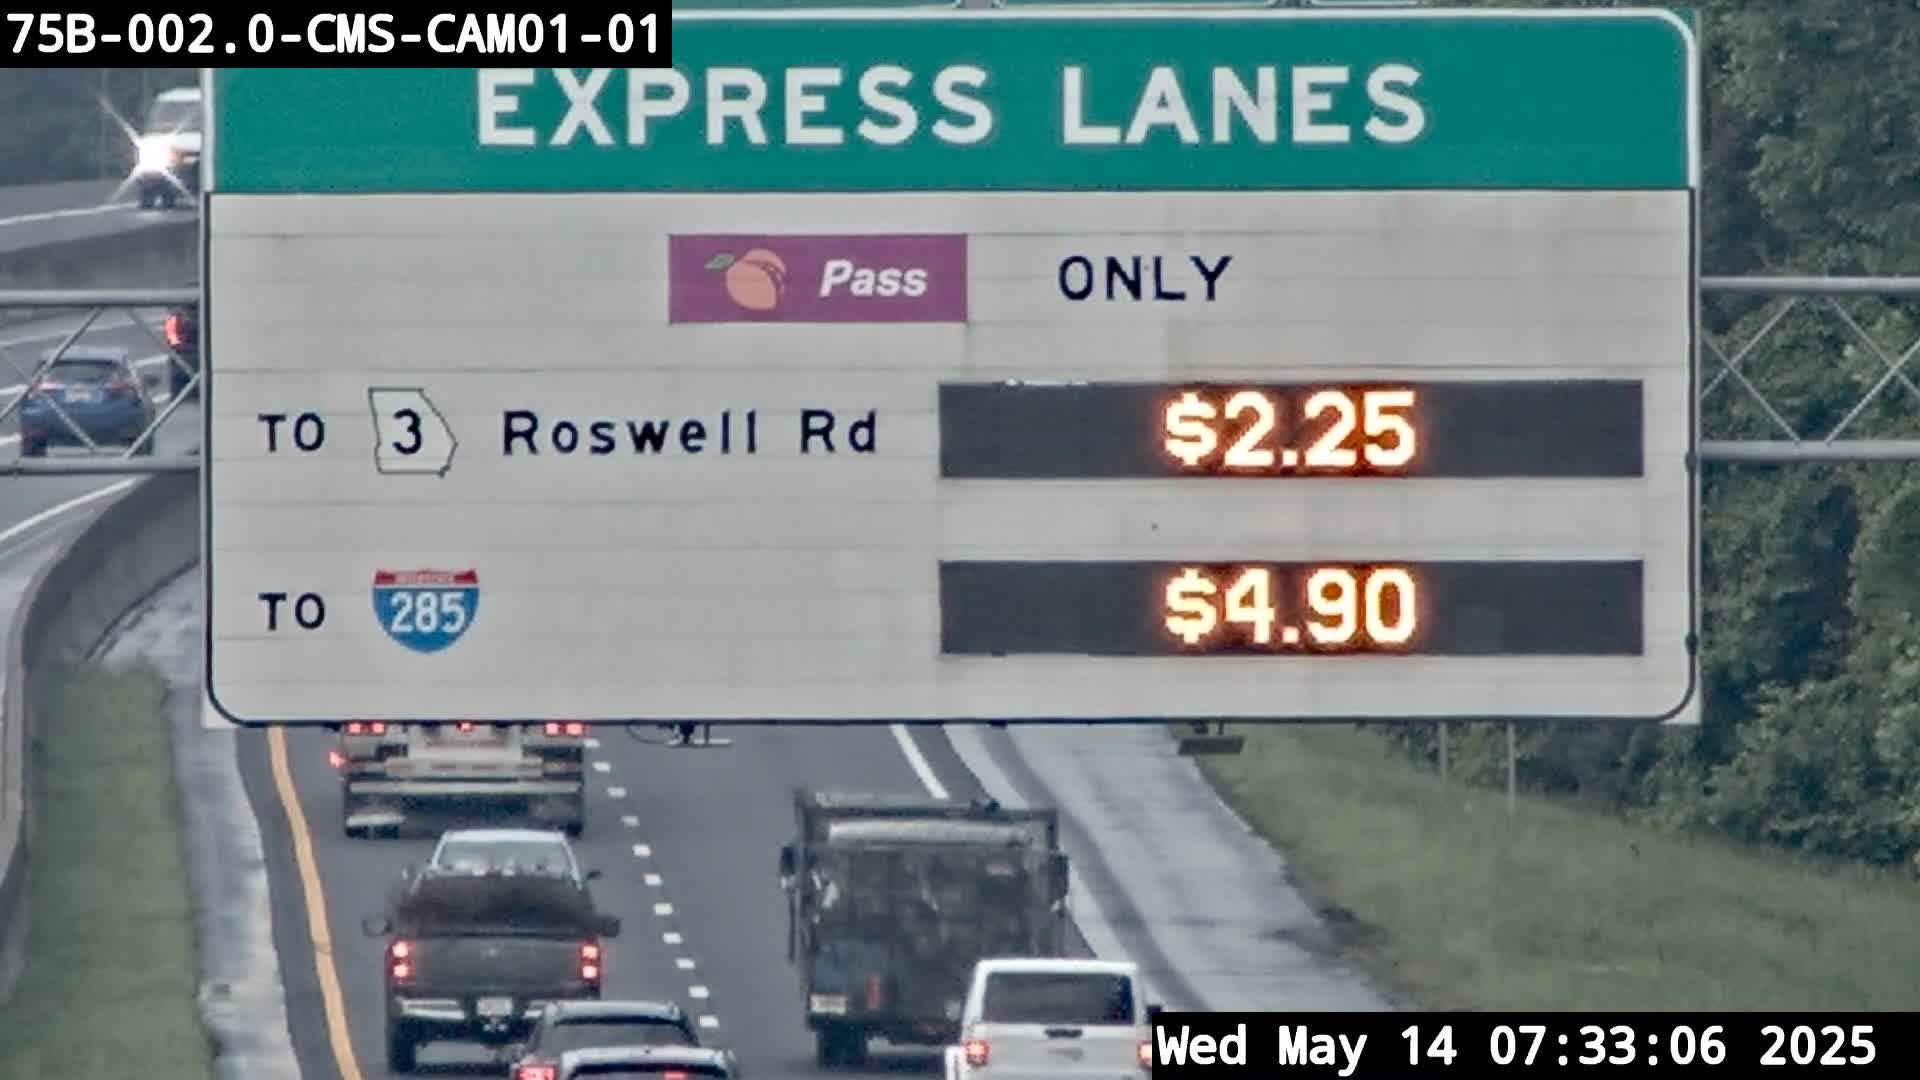 75B-002.0-CMS-CAM01-01
EXPRESS LANES
Pass ONLY
TO 3 Roswell Rd $2.25
TO 285 $4.90
Wed May 14 07:33:06 2025